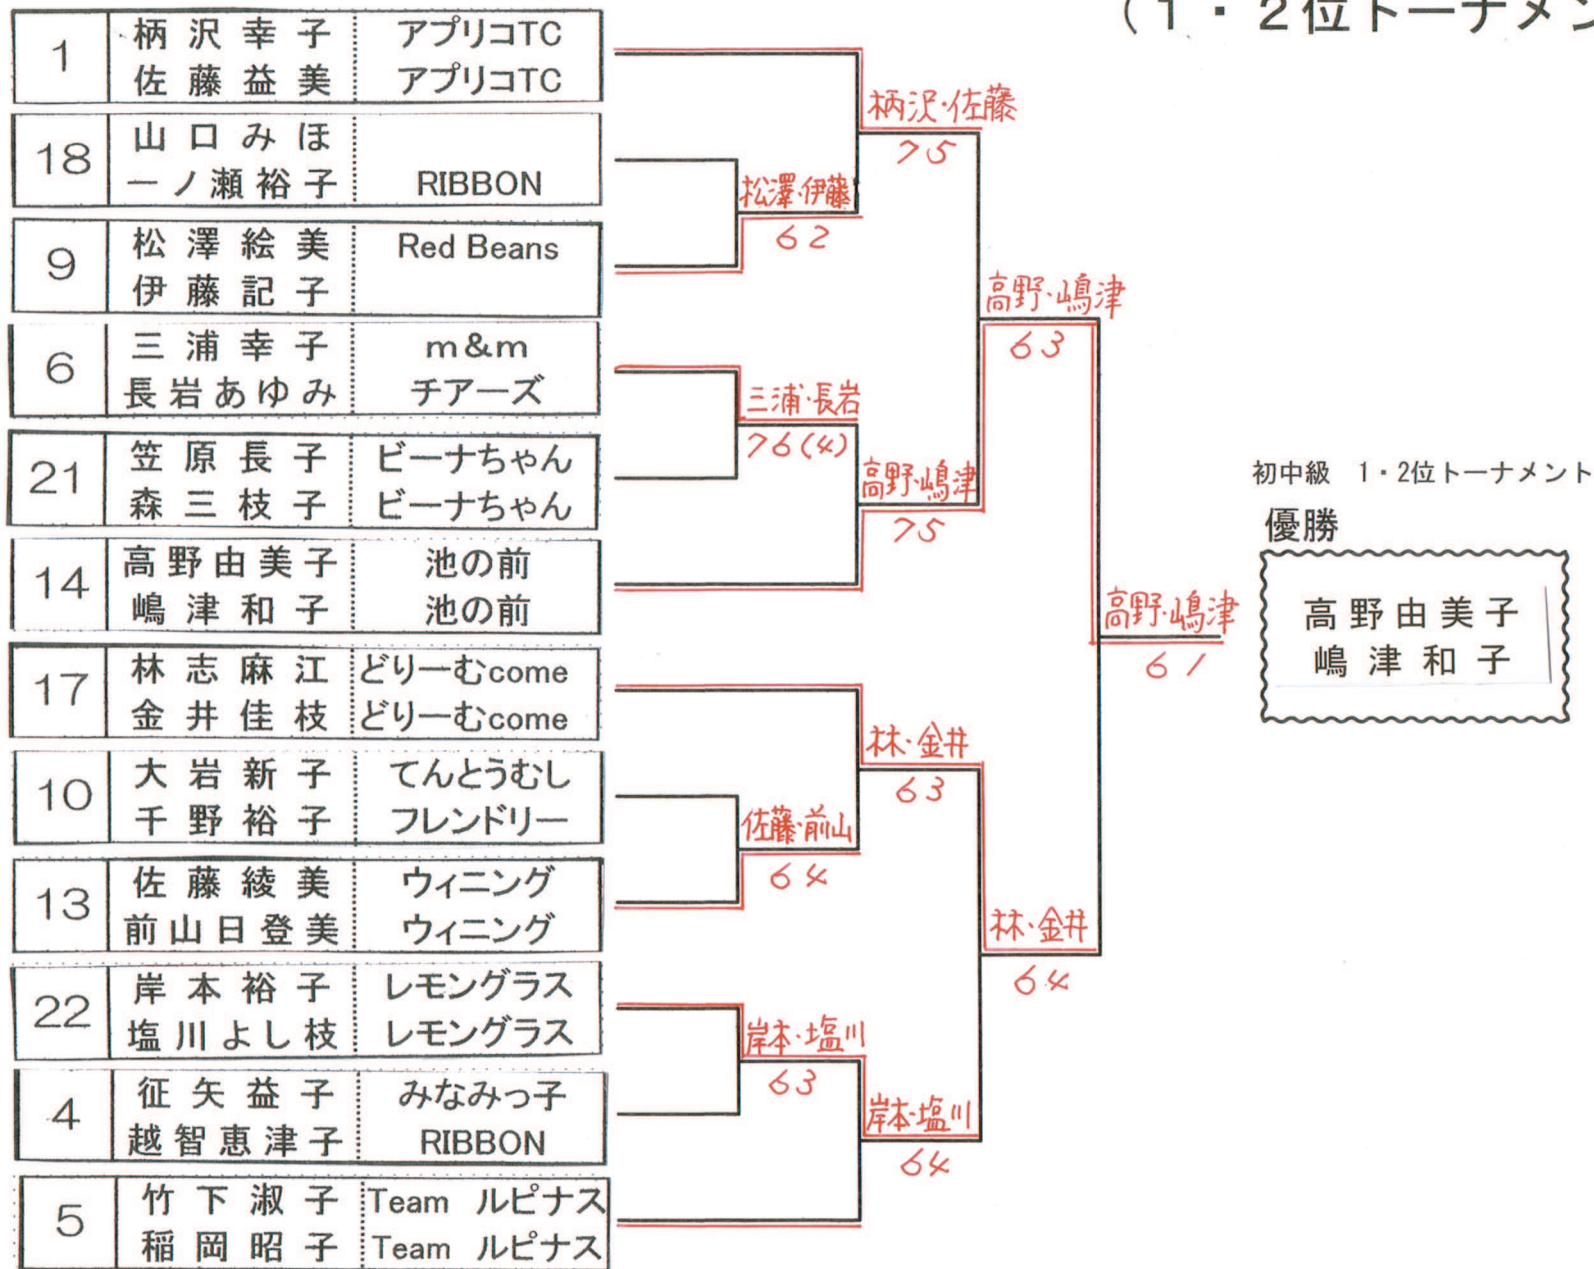 (1・2位トーナメン
1
柄沢幸子 アプリコTC
佐藤益美 アプリコTC
18
山口みほ
一ノ瀬裕子 RIBBON
9
松澤絵美 Red Beans
伊藤記子
6
三浦幸子 m&m
長岩あゆみ チアーズ
21
笠原長子 ビーナちゃん
森三枝子 ビーナちゃん
14
高野由美子 池の前
嶋津和子 池の前
17
林志麻江 どりーむcome
金井佳枝 どりーむcome
10
大岩新子 てんとうむし
千野裕子 フレンドリー
13
佐藤綾美 ウィニング
前山日登美 ウィニング
22
岸本裕子 レモングラス
塩川よし枝 レモングラス
4
征矢益子 みなみっ子
越智恵津子 RIBBON
5
竹下淑子 Team ルピナス
稲岡昭子 Team ルピナス
松澤・伊藤
62
三浦・長岩
76(4)
佐藤・前山
64
岸本・塩川
63
柄沢・佐藤
75
高野・嶋津
75
林・金井
63
岸本・塩川
64
高野・嶋津
63
林・金井
64
高野・嶋津
61
初中級 1・2位トーナメント
優勝
高野由美子
嶋津和子